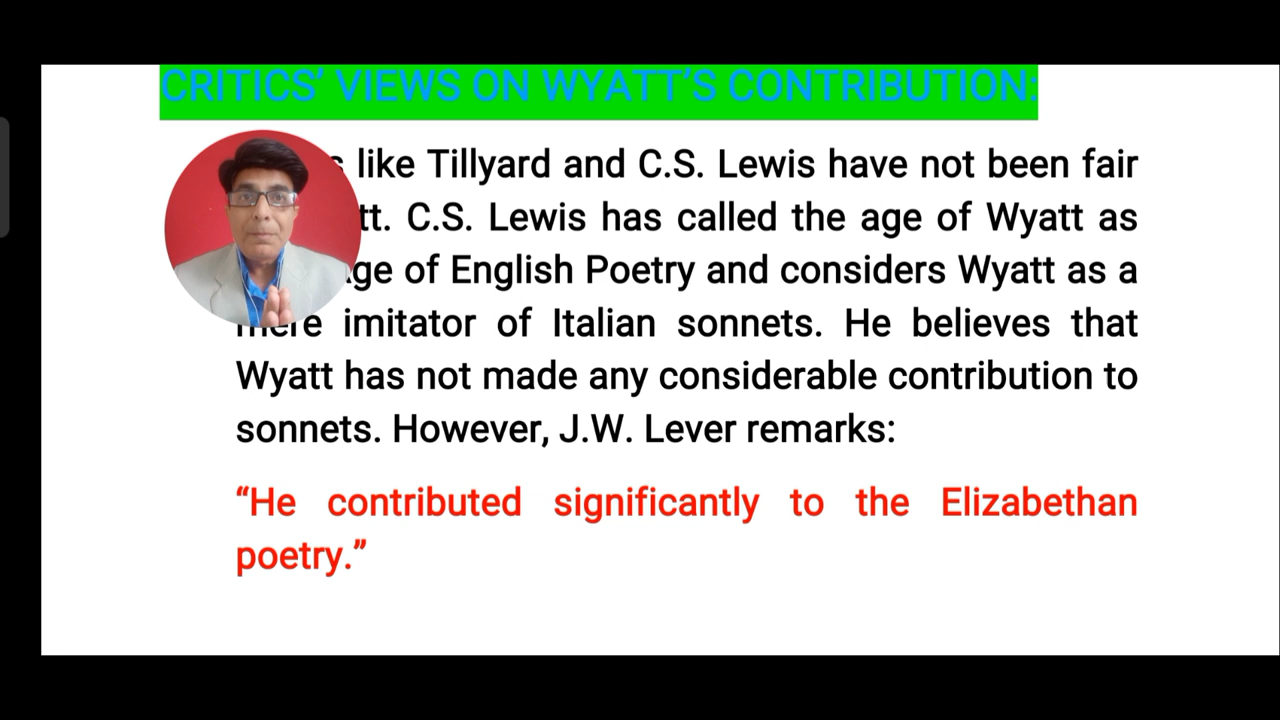 CRITICS' VIEWS ON WYATT'S CONTRIBUTION:
like Tillyard and C.S. Lewis have not been fair
C.S. Lewis has called the age of Wyatt as
of English Poetry and considers Wyatt as a
mere imitator of Italian sonnets. He believes that
Wyatt has not made any considerable contribution to
sonnets. However, J.W. Lever remarks:
“He contributed significantly to the Elizabethan
poetry.”